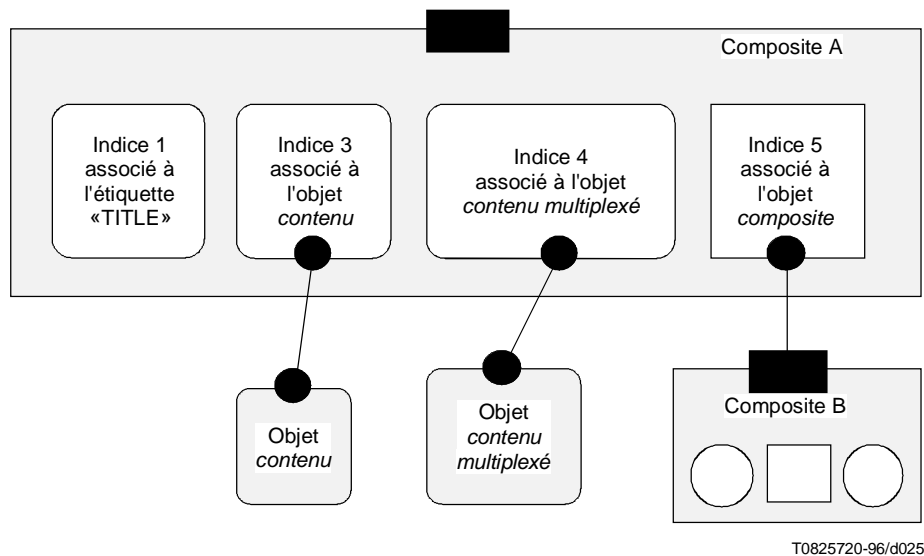 Composite A
Indice 1
associé à
l'étiquette
«TITLE»
Indice 3
associé à
l'objet
contenu
Indice 4
associé à l'objet
contenu multiplexé
Indice 5
associé à
l'objet
composite
Objet
contenu
Objet
contenu
multiplexé
Composite B
T0825720-96/d025